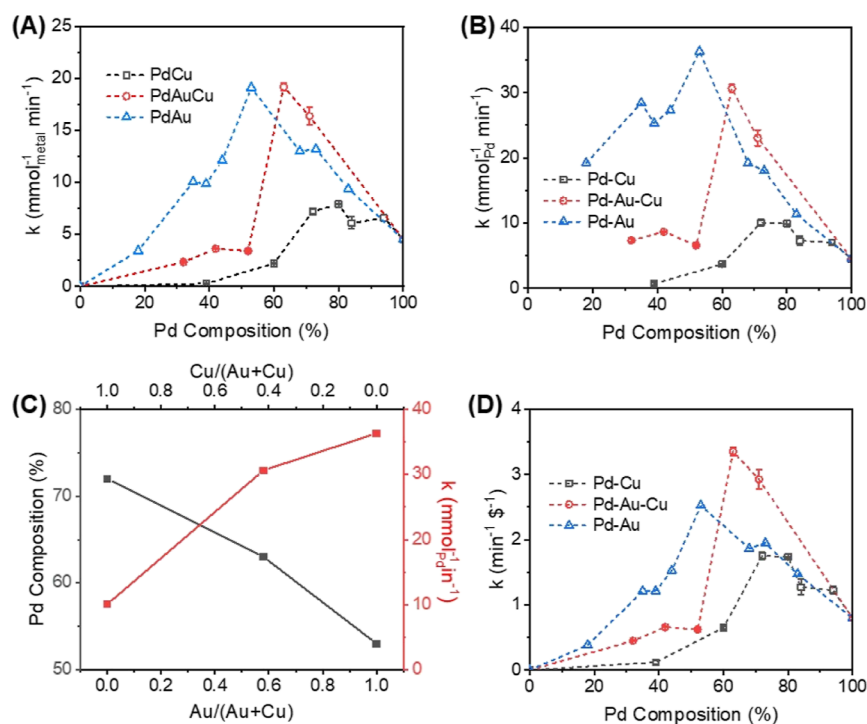 (A)
25
20
15
10
5
0
k (mmol⁻¹metal min⁻¹)
PdCu
PdAuCu
PdAu
0 20 40 60 80 100
Pd Composition (%)
(B)
40
30
20
10
0
k (mmol⁻¹Pd min⁻¹)
Pd-Cu
Pd-Au-Cu
Pd-Au
0 20 40 60 80 100
Pd Composition (%)
(C)
Cu/(Au+Cu)
1.0 0.8 0.6 0.4 0.2 0.0
80
70
60
50
Pd Composition (%)
40
30
20
10
0
k (mmol⁻¹Pdin⁻¹)
0.0 0.2 0.4 0.6 0.8 1.0
Au/(Au+Cu)
(D)
4
3
2
1
0
k (min⁻¹ $⁻¹)
Pd-Cu
Pd-Au-Cu
Pd-Au
0 20 40 60 80 100
Pd Composition (%)